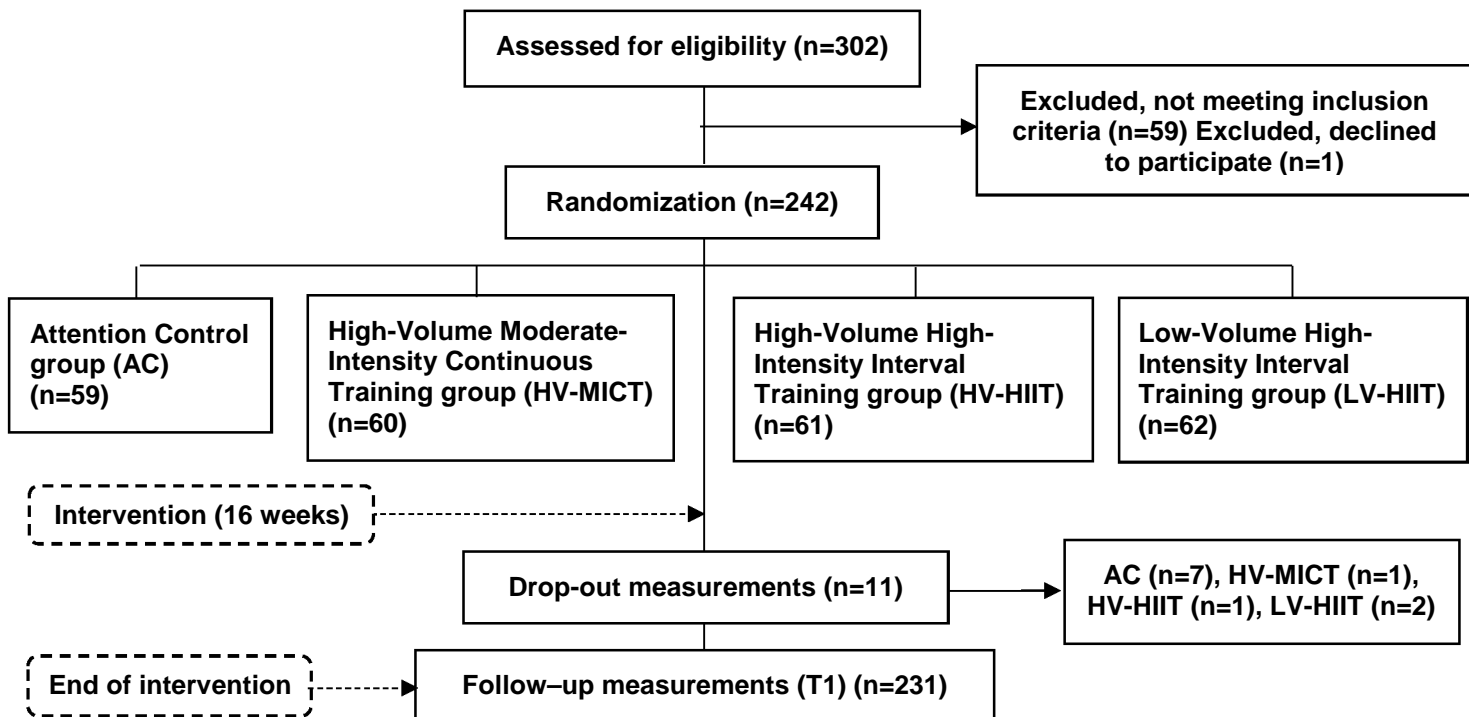 Assessed for eligibility (n=302)
Excluded, not meeting inclusion
criteria (n=59) Excluded, declined
to participate (n=1)
Randomization (n=242)
Attention Control
group (AC)
(n=59)
High-Volume Moderate-
Intensity Continuous
Training group (HV-MICT)
(n=60)
High-Volume High-
Intensity Interval
Training group (HV-HIIT)
(n=61)
Low-Volume High-
Intensity Interval
Training group (LV-HIIT)
(n=62)
Intervention (16 weeks)
Drop-out measurements (n=11)
AC (n=7), HV-MICT (n=1),
HV-HIIT (n=1), LV-HIIT (n=2)
End of intervention
Follow–up measurements (T1) (n=231)